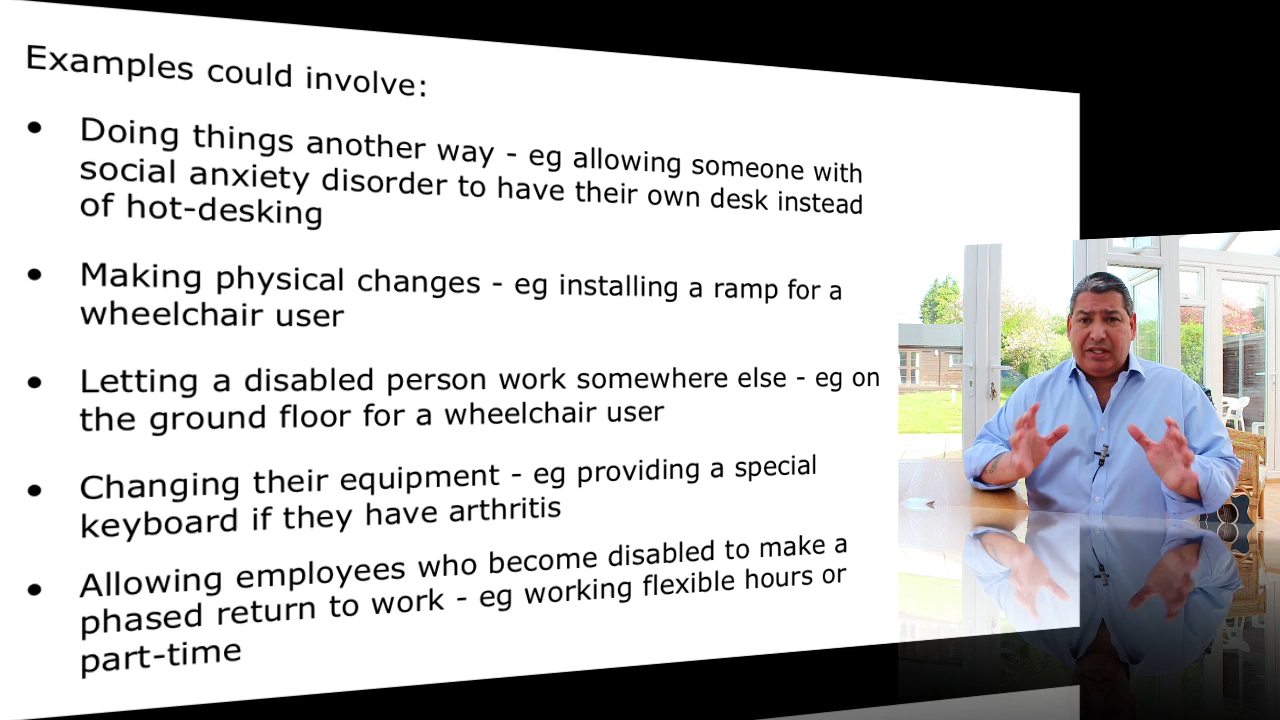 Examples could involve:
• Doing things another way - eg allowing someone with
social anxiety disorder to have their own desk instead
of hot-desking
• Making physical changes - eg installing a ramp for a
wheelchair user
• Letting a disabled person work somewhere else - eg on
the ground floor for a wheelchair user
• Changing their equipment - eg providing a special
keyboard if they have arthritis
• Allowing employees who become disabled to make a
phased return to work - eg working flexible hours or
part-time